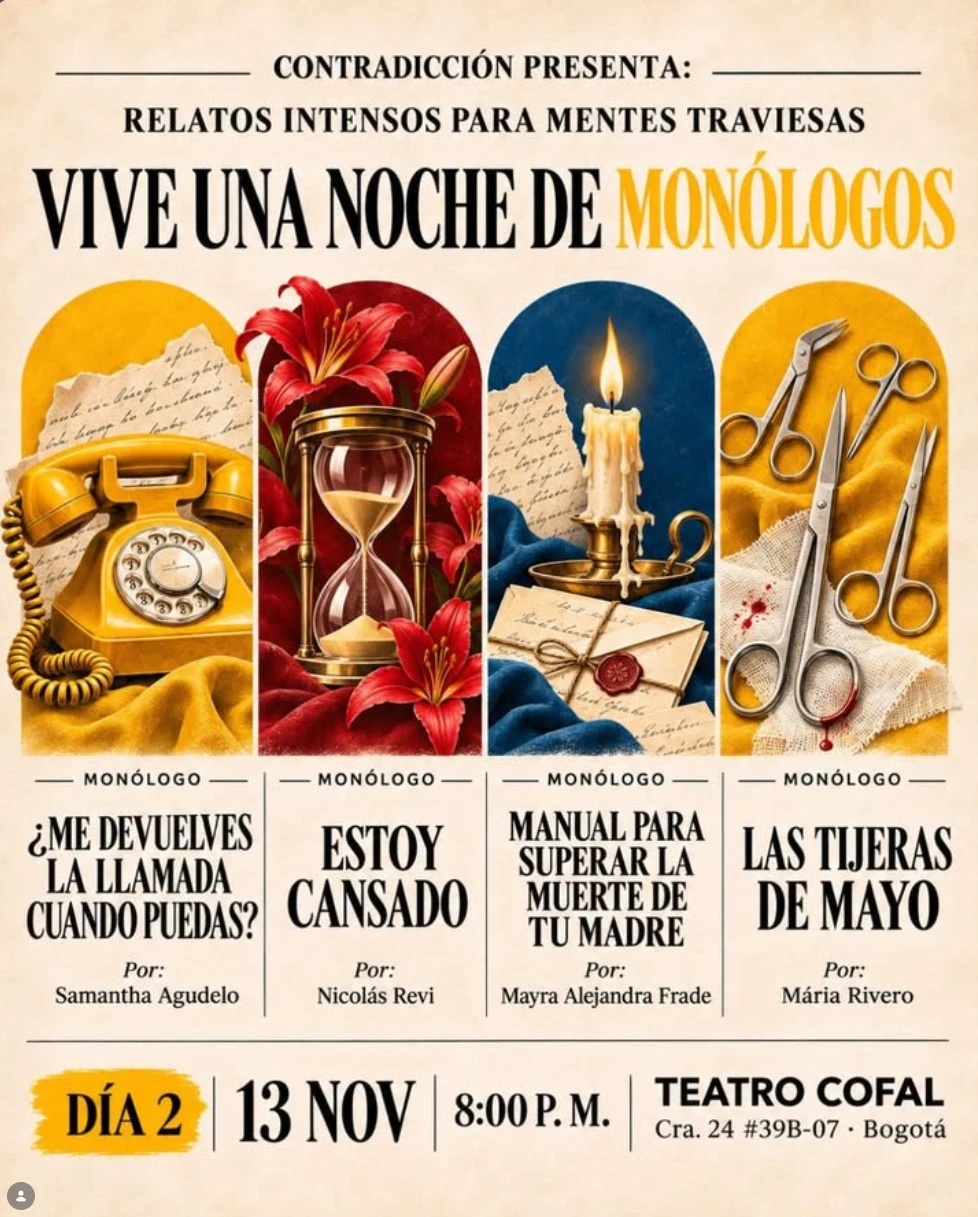 CONTRADICCIÓN PRESENTA:
RELATOS INTENSOS PARA MENTES TRAVIESAS
VIVE UNA NOCHE DE MONÓLOGOS
MONÓLOGO
¿ME DEVUELVES
LA LLAMADA
CUANDO PUEDAS?
Por:
Samantha Agudelo
MONÓLOGO
ESTOY
CANSADO
Por:
Nicolás Revi
MONÓLOGO
MANUAL PARA
SUPERAR LA
MUERTE DE
TU MADRE
Por:
Mayra Alejandra Frade
MONÓLOGO
LAS TIJERAS
DE MAYO
Por:
Mária Rivero
DÍA 2
13 NOV
8:00 P. M.
TEATRO COFAL
Cra. 24 #39B-07 · Bogotá